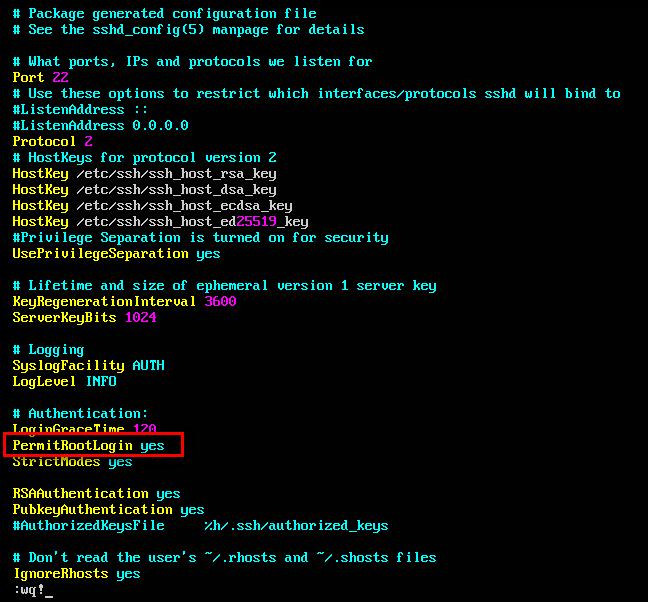 # Package generated configuration file
# See the sshd_config(5) manpage for details
# What ports, IPs and protocols we listen for
Port 22
# Use these options to restrict which interfaces/protocols sshd will bind to
#ListenAddress ::
#ListenAddress 0.0.0.0
Protocol 2
# HostKeys for protocol version 2
HostKey /etc/ssh/ssh_host_rsa_key
HostKey /etc/ssh/ssh_host_dsa_key
HostKey /etc/ssh/ssh_host_ecdsa_key
HostKey /etc/ssh/ssh_host_ed25519_key
#Privilege Separation is turned on for security
UsePrivilegeSeparation yes
# Lifetime and size of ephemeral version 1 server key
KeyRegenerationInterval 3600
ServerKeyBits 1024
# Logging
SyslogFacility AUTH
LogLevel INFO
# Authentication:
LoginGraceTime 120
PermitRootLogin yes
StrictModes yes
RSAAuthentication yes
PubkeyAuthentication yes
#AuthorizedKeysFile     %h/.ssh/authorized_keys
# Don't read the user's ~/.rhosts and ~/.shosts files
IgnoreRhosts yes
:wq!_